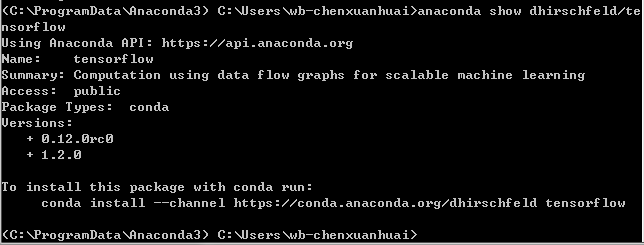 (C:\ProgramData\Anaconda3) C:\Users\wb-chenxuanhuai>anaconda show dhirschfeld/te
nsorflow
Using Anaconda API: https://api.anaconda.org
Name:    tensorflow
Summary: Computation using data flow graphs for scalable machine learning
Access:  public
Package Types:  conda
Versions:
   + 0.12.0rc0
   + 1.2.0

To install this package with conda run:
     conda install --channel https://conda.anaconda.org/dhirschfeld tensorflow

(C:\ProgramData\Anaconda3) C:\Users\wb-chenxuanhuai>